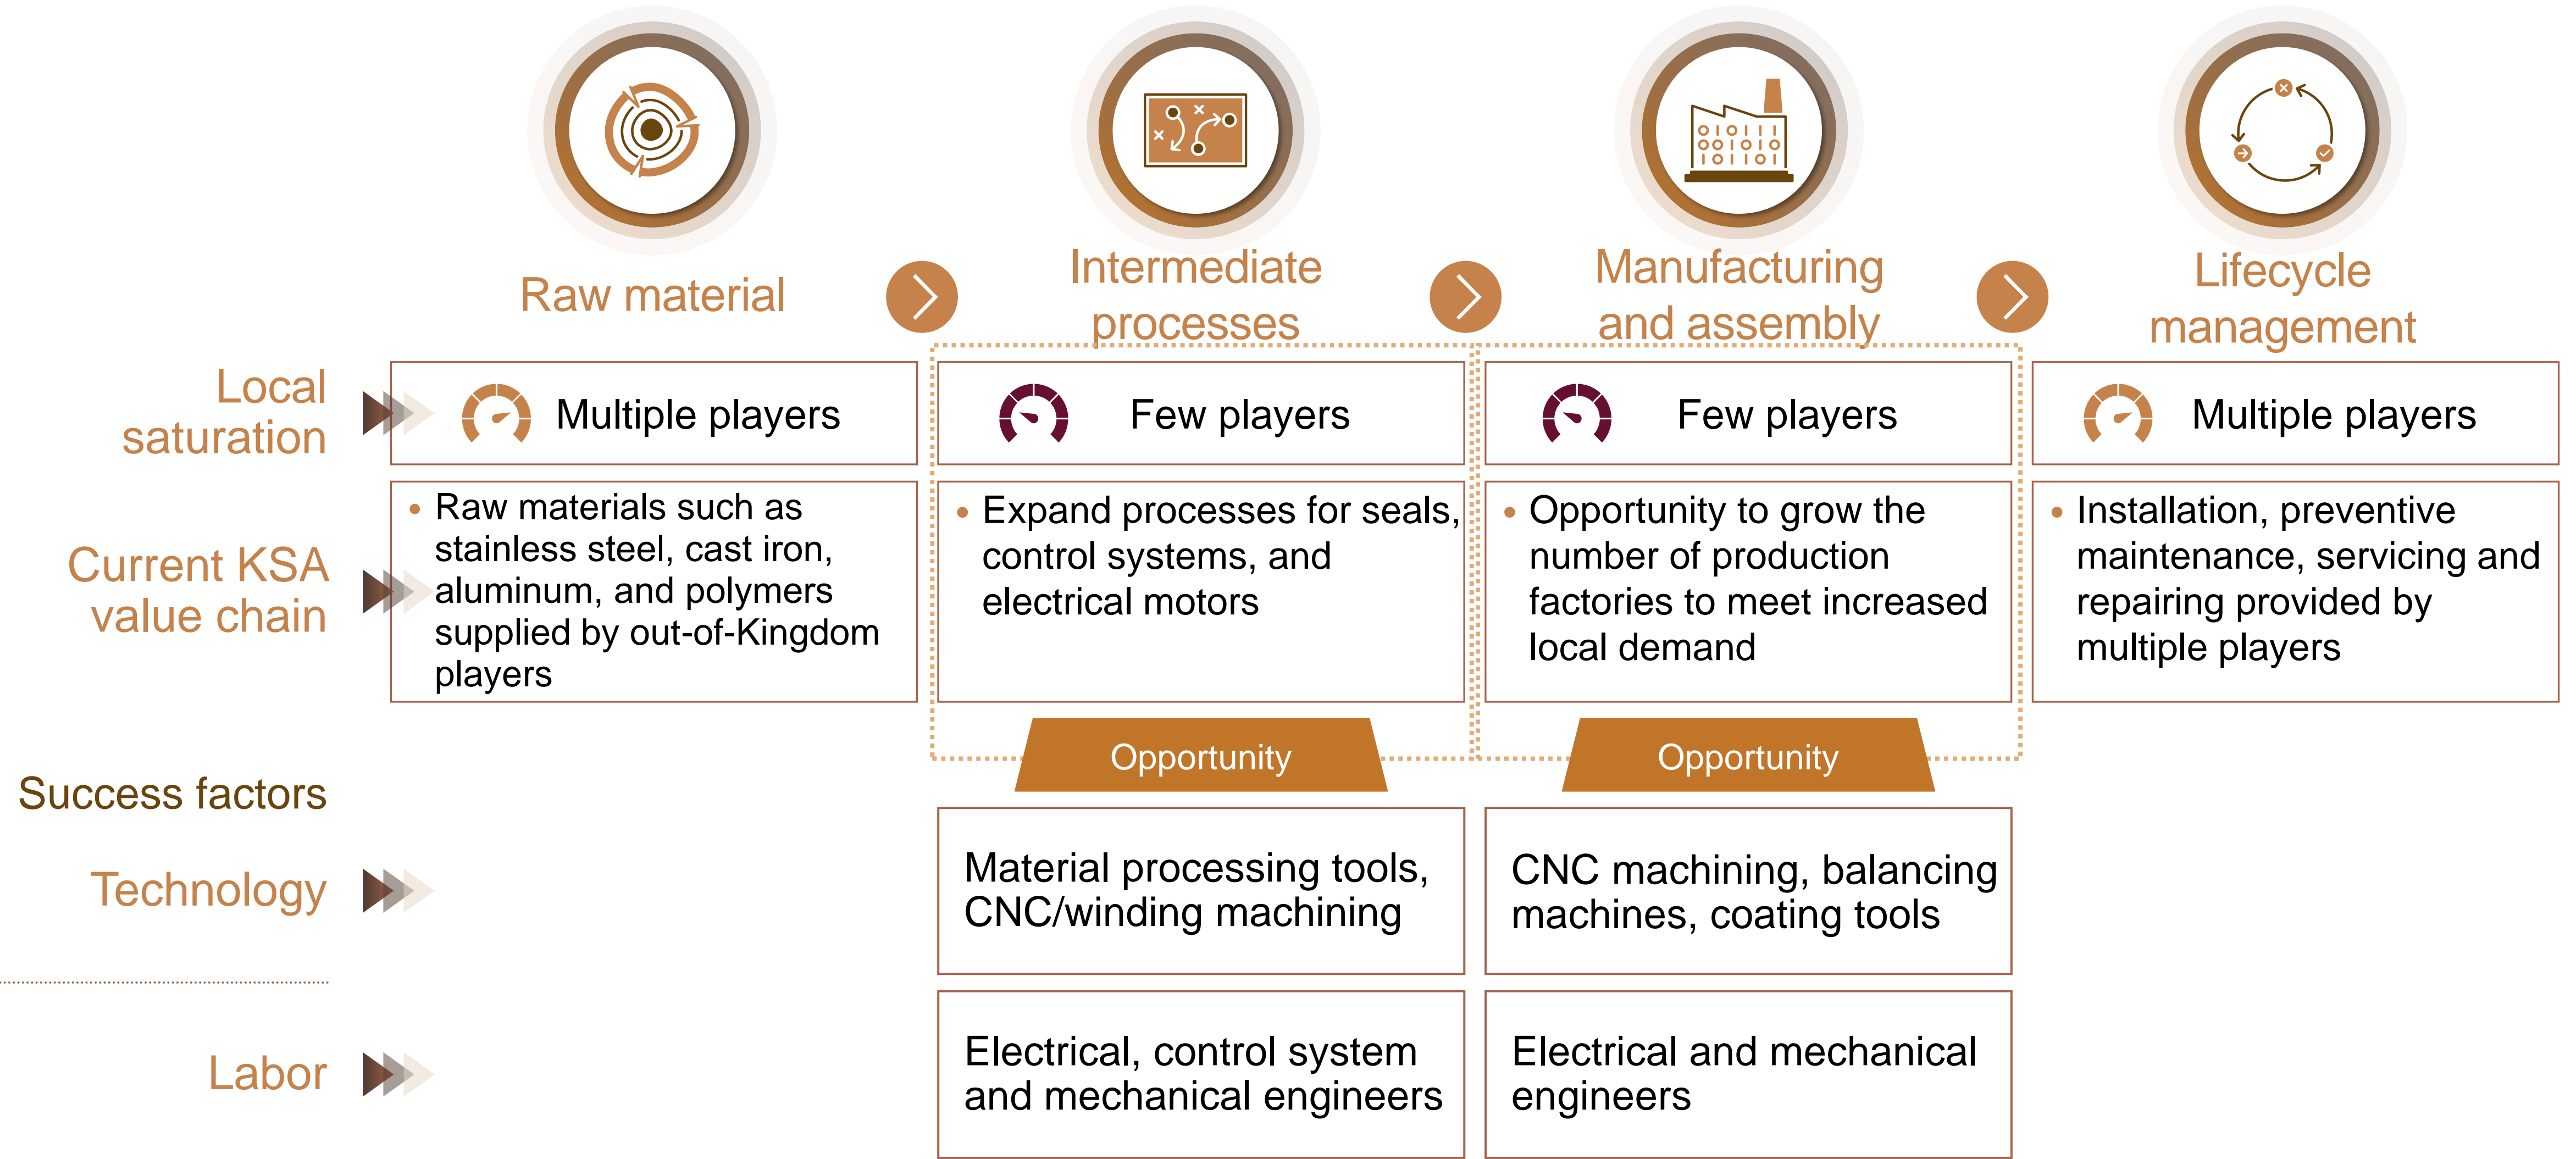 Raw material
Intermediate
processes
Manufacturing
and assembly
Lifecycle
management
Local
saturation
Multiple players
Few players
Few players
Multiple players
Current KSA
value chain
• Raw materials such as
stainless steel, cast iron,
aluminum, and polymers
supplied by out-of-Kingdom
players
• Expand processes for seals,
control systems, and
electrical motors
• Opportunity to grow the
number of production
factories to meet increased
local demand
• Installation, preventive
maintenance, servicing and
repairing provided by
multiple players
Opportunity
Opportunity
Success factors
Technology
Material processing tools,
CNC/winding machining
CNC machining, balancing
machines, coating tools
Labor
Electrical, control system
and mechanical engineers
Electrical and mechanical
engineers